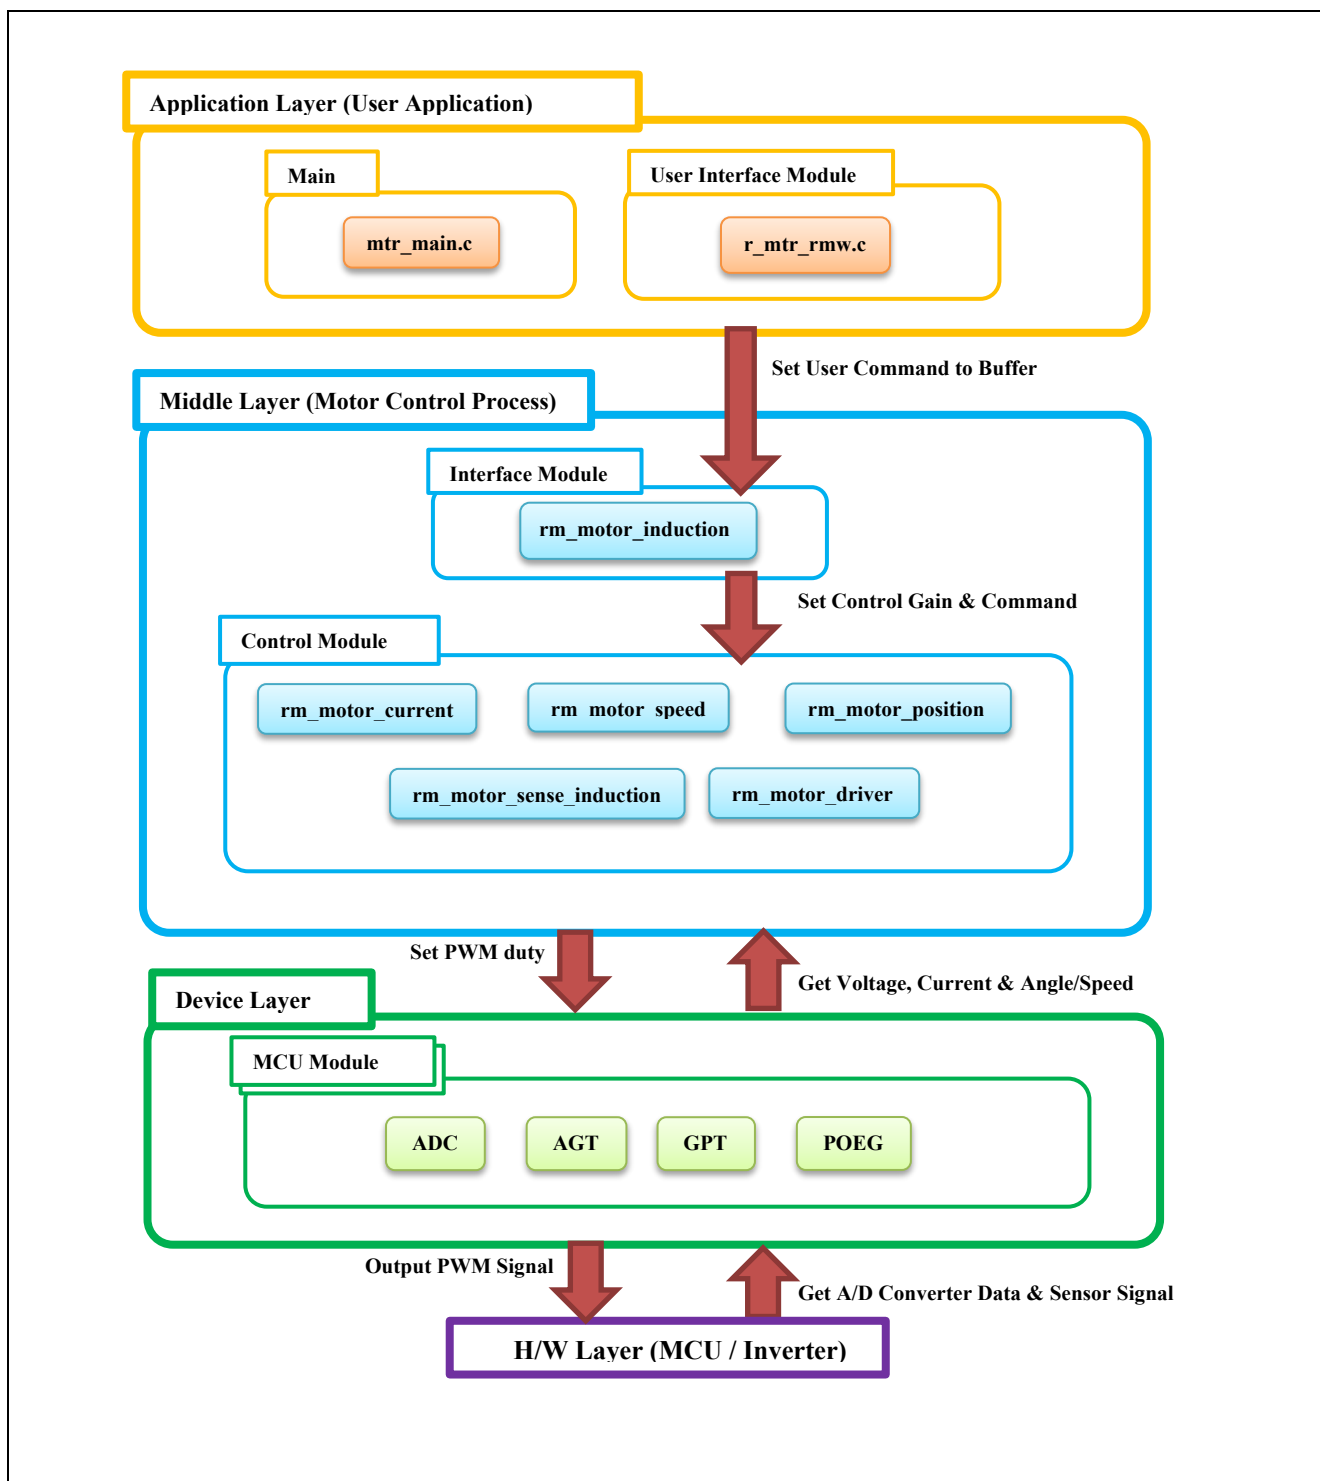 Application Layer (User Application)
Main
User Interface Module
mtr_main.c
r_mtr_rmw.c
Set User Command to Buffer
Middle Layer (Motor Control Process)
Interface Module
rm_motor_induction
Set Control Gain & Command
Control Module
rm_motor_current
rm_motor_speed
rm_motor_position
rm_motor_sense_induction
rm_motor_driver
Set PWM duty
Get Voltage, Current & Angle/Speed
Device Layer
MCU Module
ADC
AGT
GPT
POEG
Output PWM Signal
Get A/D Converter Data & Sensor Signal
H/W Layer (MCU / Inverter)